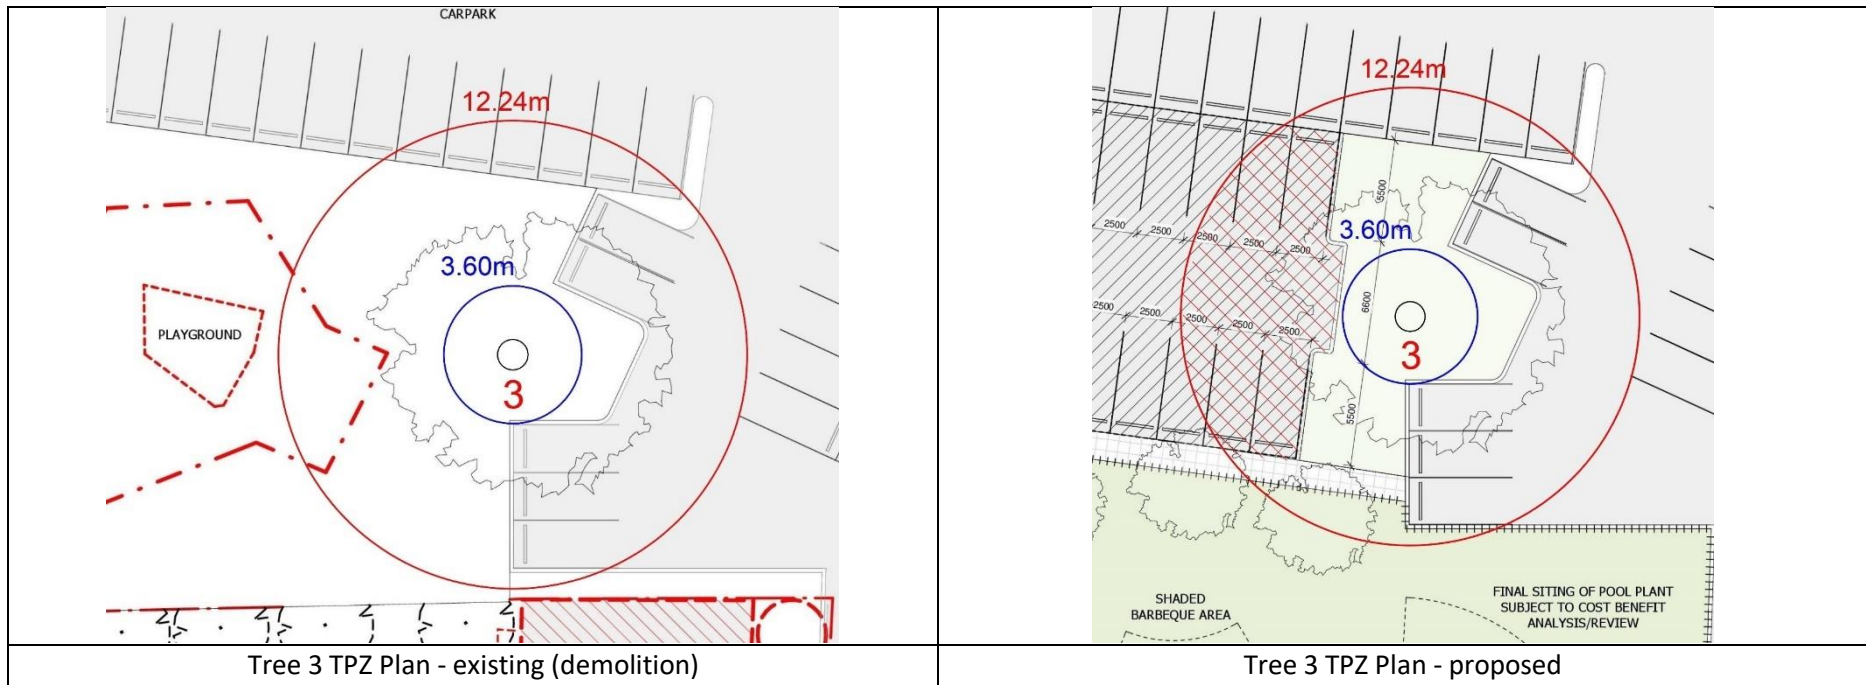 CARPARK
12.24m
3.60m
PLAYGROUND
3
Tree 3 TPZ Plan - existing (demolition)
12.24m
5500
3.60m
2500
2500
2500
2500
2500
6600
2500
2500
2500
2500
2500
3
5500
SHADED
BARBEQUE AREA
FINAL SITING OF POOL PLANT
SUBJECT TO COST BENEFIT
ANALYSIS/REVIEW
Tree 3 TPZ Plan - proposed